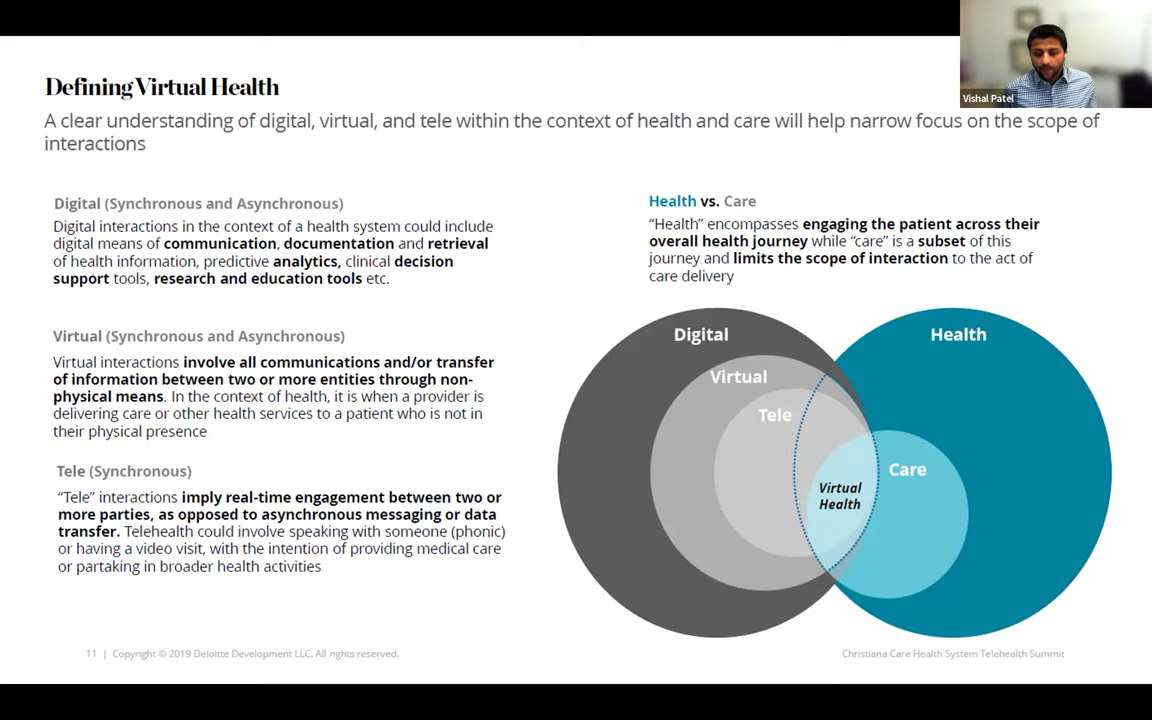 Defining Virtual Health
A clear understanding of digital, virtual, and tele within the context of health and care will help narrow focus on the scope of
interactions
Vishal Patel
Digital (Synchronous and Asynchronous)
Digital interactions in the context of a health system could include
digital means of communication, documentation and retrieval
of health information, predictive analytics, clinical decision
support tools, research and education tools etc.
Virtual (Synchronous and Asynchronous)
Virtual interactions involve all communications and/or transfer
of information between two or more entities through non-
physical means. In the context of health, it is when a provider is
delivering care or other health services to a patient who is not in
their physical presence
Tele (Synchronous)
“Tele” interactions imply real-time engagement between two or
more parties, as opposed to asynchronous messaging or data
transfer. Telehealth could involve speaking with someone (phonic)
or having a video visit, with the intention of providing medical care
or partaking in broader health activities
Health vs. Care
“Health” encompasses engaging the patient across their
overall health journey while “care” is a subset of this
journey and limits the scope of interaction to the act of
care delivery
Digital
Health
Virtual
Tele
Care
Virtual
Health
11 | Copyright © 2019 Deloitte Development LLC. All rights reserved.
Christiana Care Health System Telehealth Summit